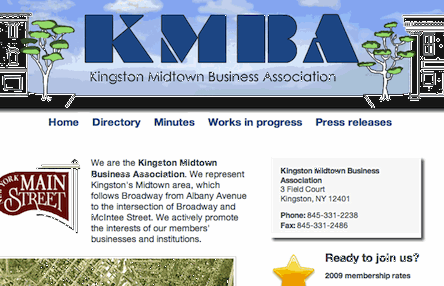 KMBA
Kingston Midtown Business Association
Home Directory Minutes Works in progress Press releases
YORK
MAIN
STREET
We are the Kingston Midtown
Business Association. We represent
Kingston's Midtown area, which
follows Broadway from Albany Avenue
to the intersection of Broadway and
McIntee Street. We actively promote
the interests of our members'
businesses and institutions.
Kingston Midtown Business
Association
3 Field Court
Kingston, NY 12401
Phone: 845-331-2238
Fax: 845-331-2486
Ready to join us?
2009 membership rates